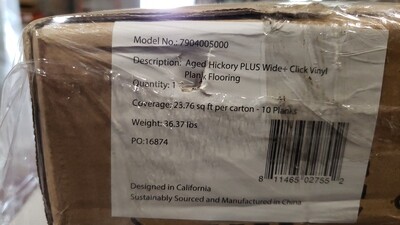 Model No.: 7904005000
Description: Aged Hickory PLUS Wide+ Click Vinyl
Plank Flooring
Quantity: 1
Coverage: 23.76 sq ft per carton - 10 Planks
Weight: 36.37 lbs
PO:16874
8 11465 02755 2
Designed in California
Sustainably Sourced and Manufactured in China